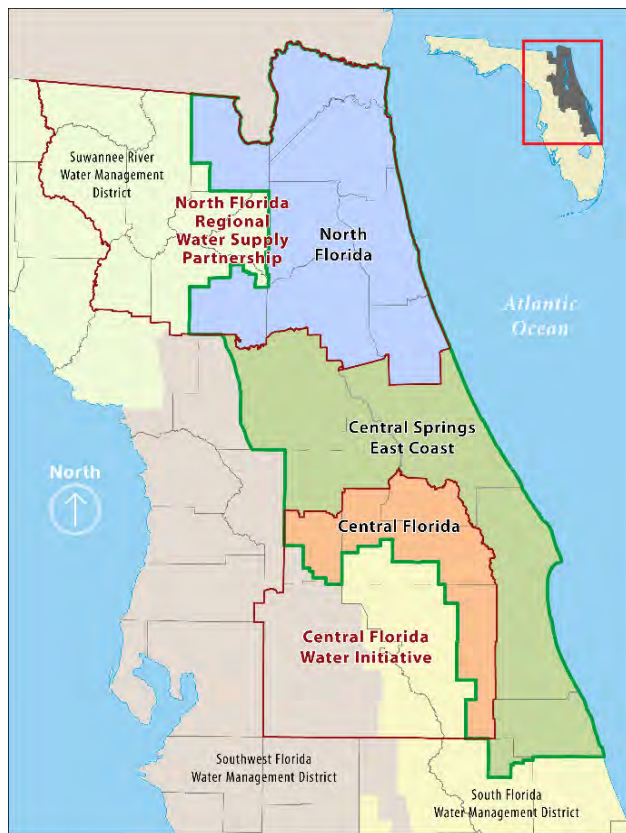 Suwannee River
Water Management
District
North Florida
Regional
Water Supply
Partnership
North
Florida
Atlantic
Ocean
Central Springs
East Coast
North
Central Florida
Central Florida
Water Initiative
Southwest Florida
Water Management District
South Florida
Water Management District